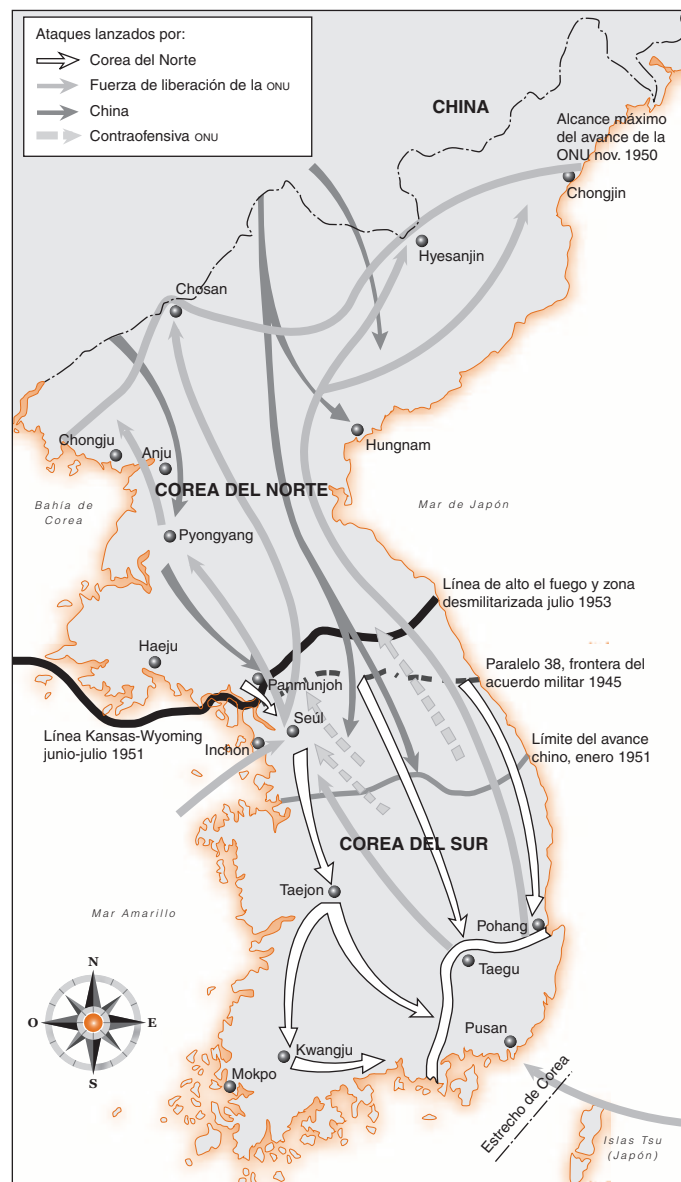 Ataques lanzados por:
Corea del Norte
Fuerza de liberación de la ONU
China
Contraofensiva ONU
CHINA
Alcance máximo
del avance de la
ONU nov. 1950
Chongjin
Hyesanjin
Chosan
Hungnam
Chongju
Anju
COREA DEL NORTE
Bahía de
Corea
Mar de Japón
Pyongyang
Línea de alto el fuego y zona
desmilitarizada julio 1953
Haeju
Panmunjoh
Paralelo 38, frontera del
acuerdo militar 1945
Línea Kansas-Wyoming
junio-julio 1951
Seúl
Inchon
Límite del avance
chino, enero 1951
COREA DEL SUR
Taejon
Mar Amarillo
Pohang
Taegu
N
O
E
S
Pusan
Kwangju
Mokpo
Estrecho de Corea
Islas Tsu
(Japón)